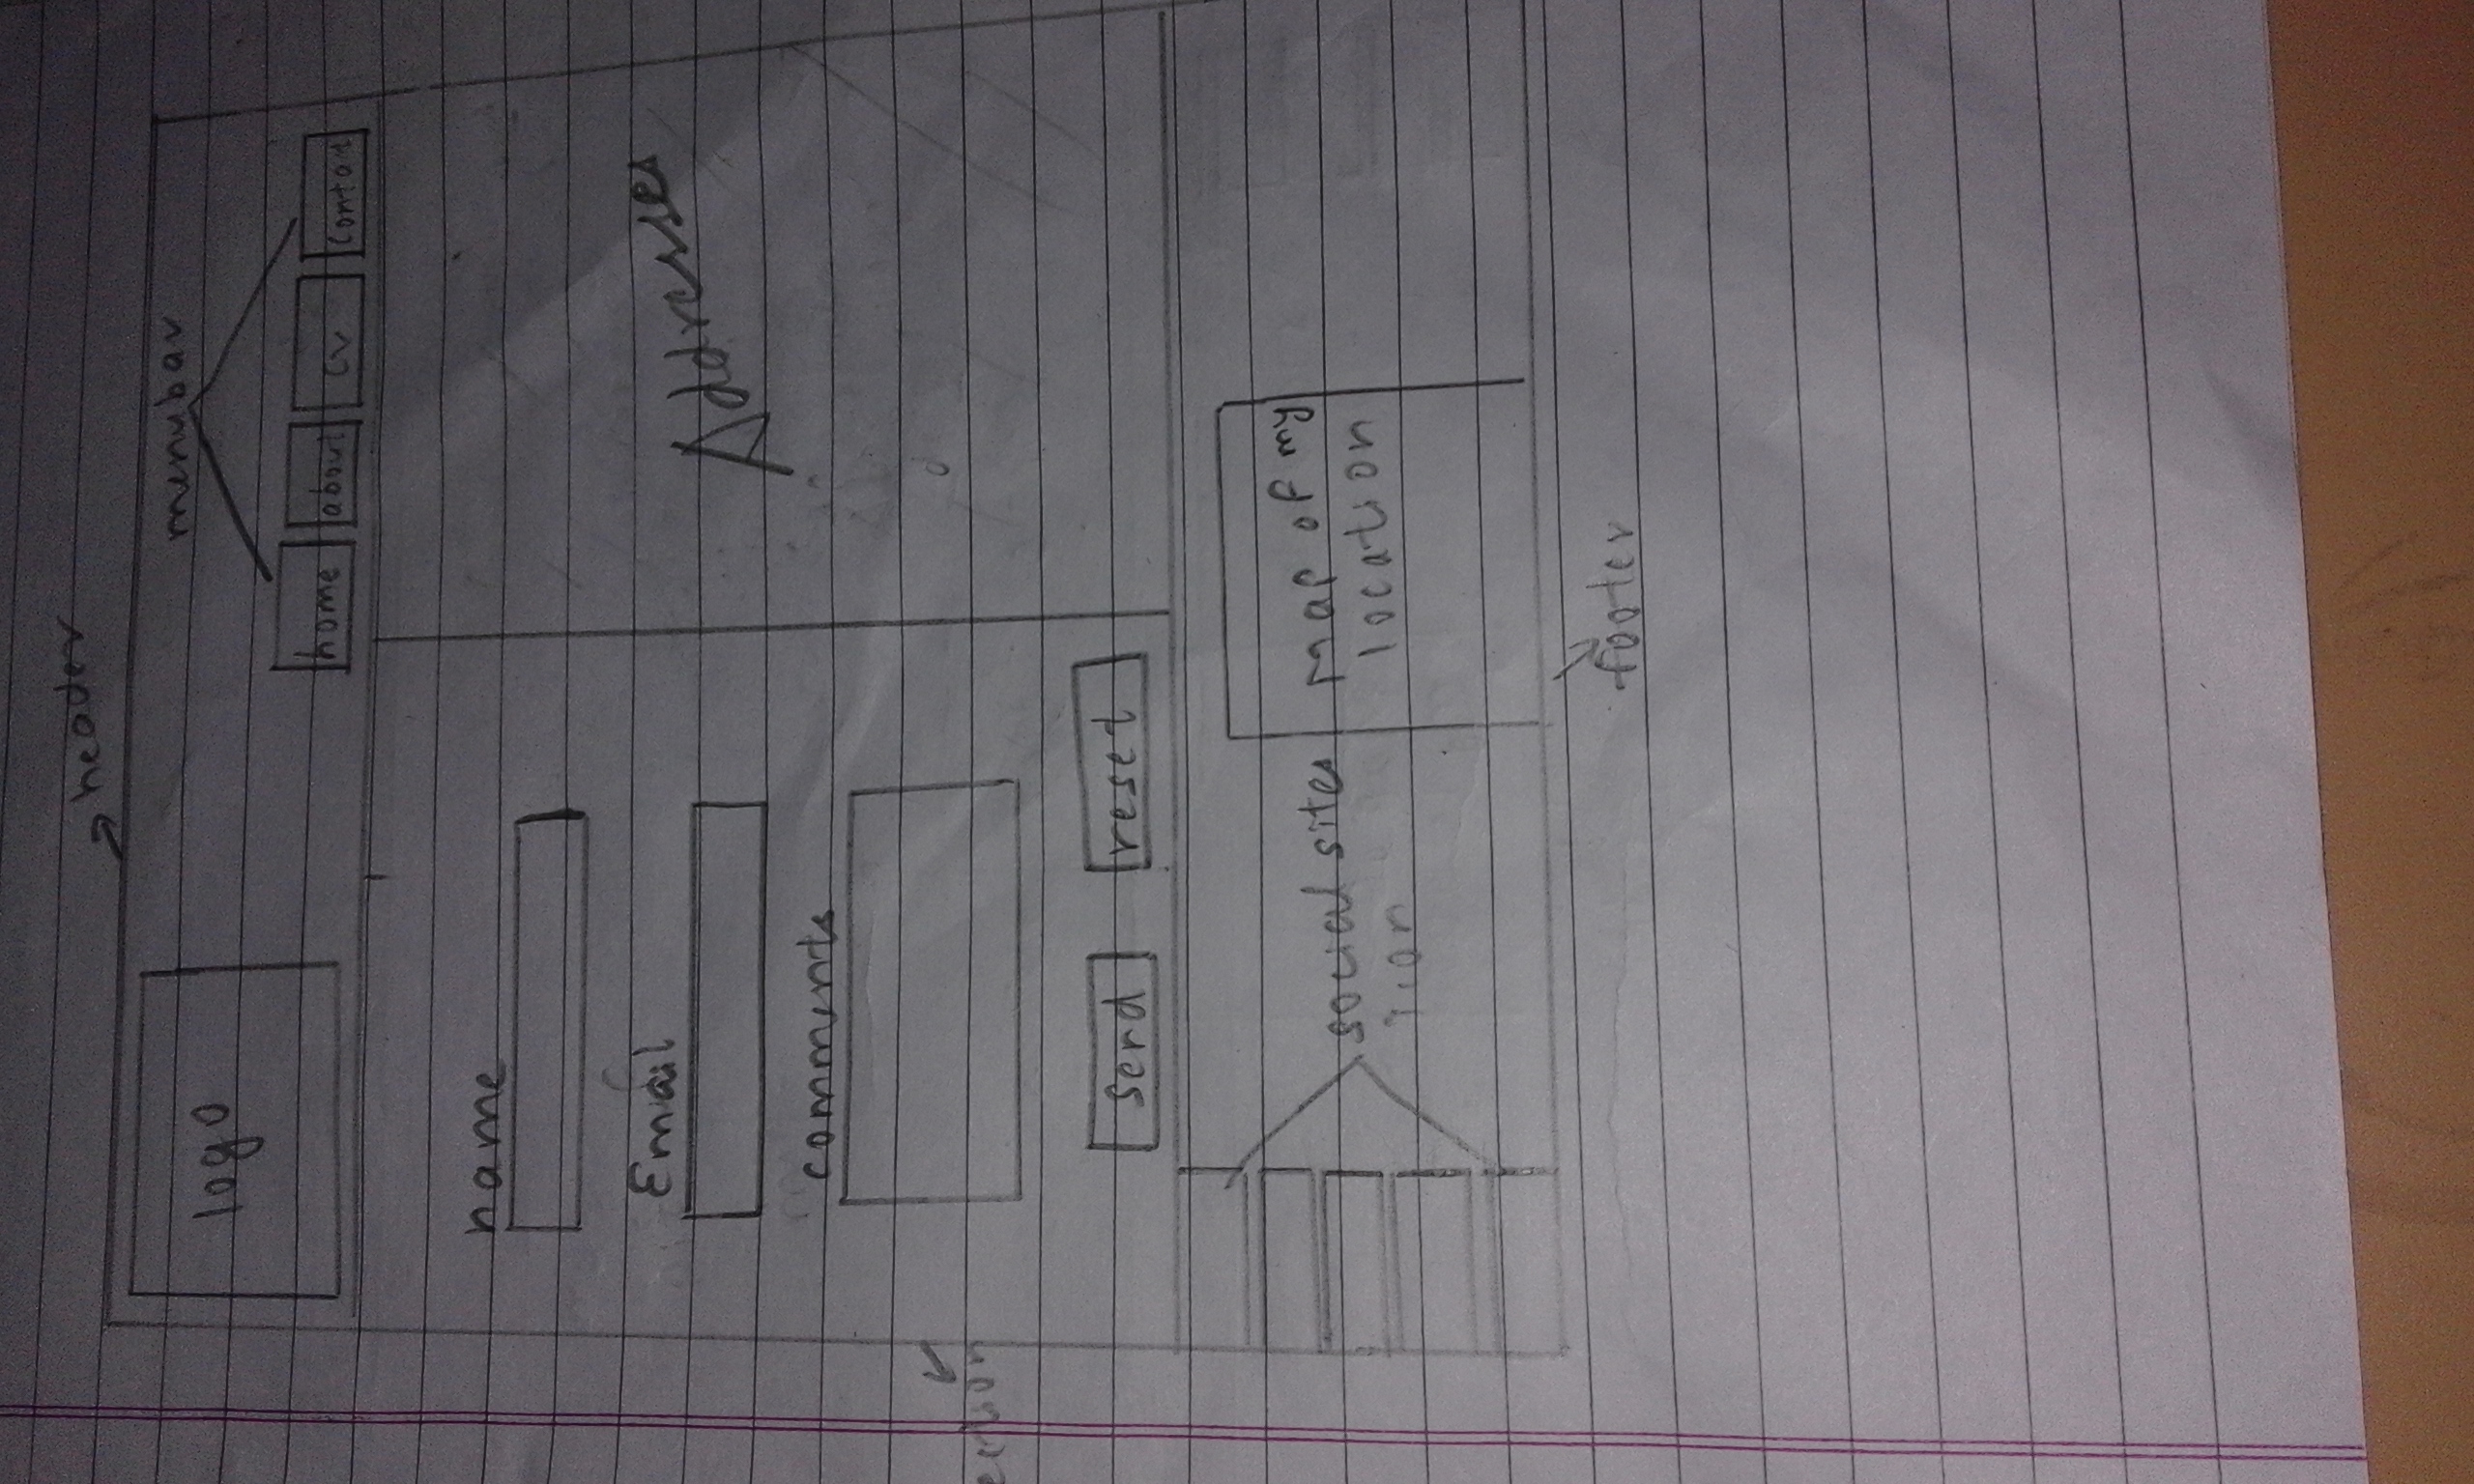 header
menubar
logo
home about cv contact
name
Email
Addresses
comments
ection
send reset
social sites
icon
map of my
location
footer